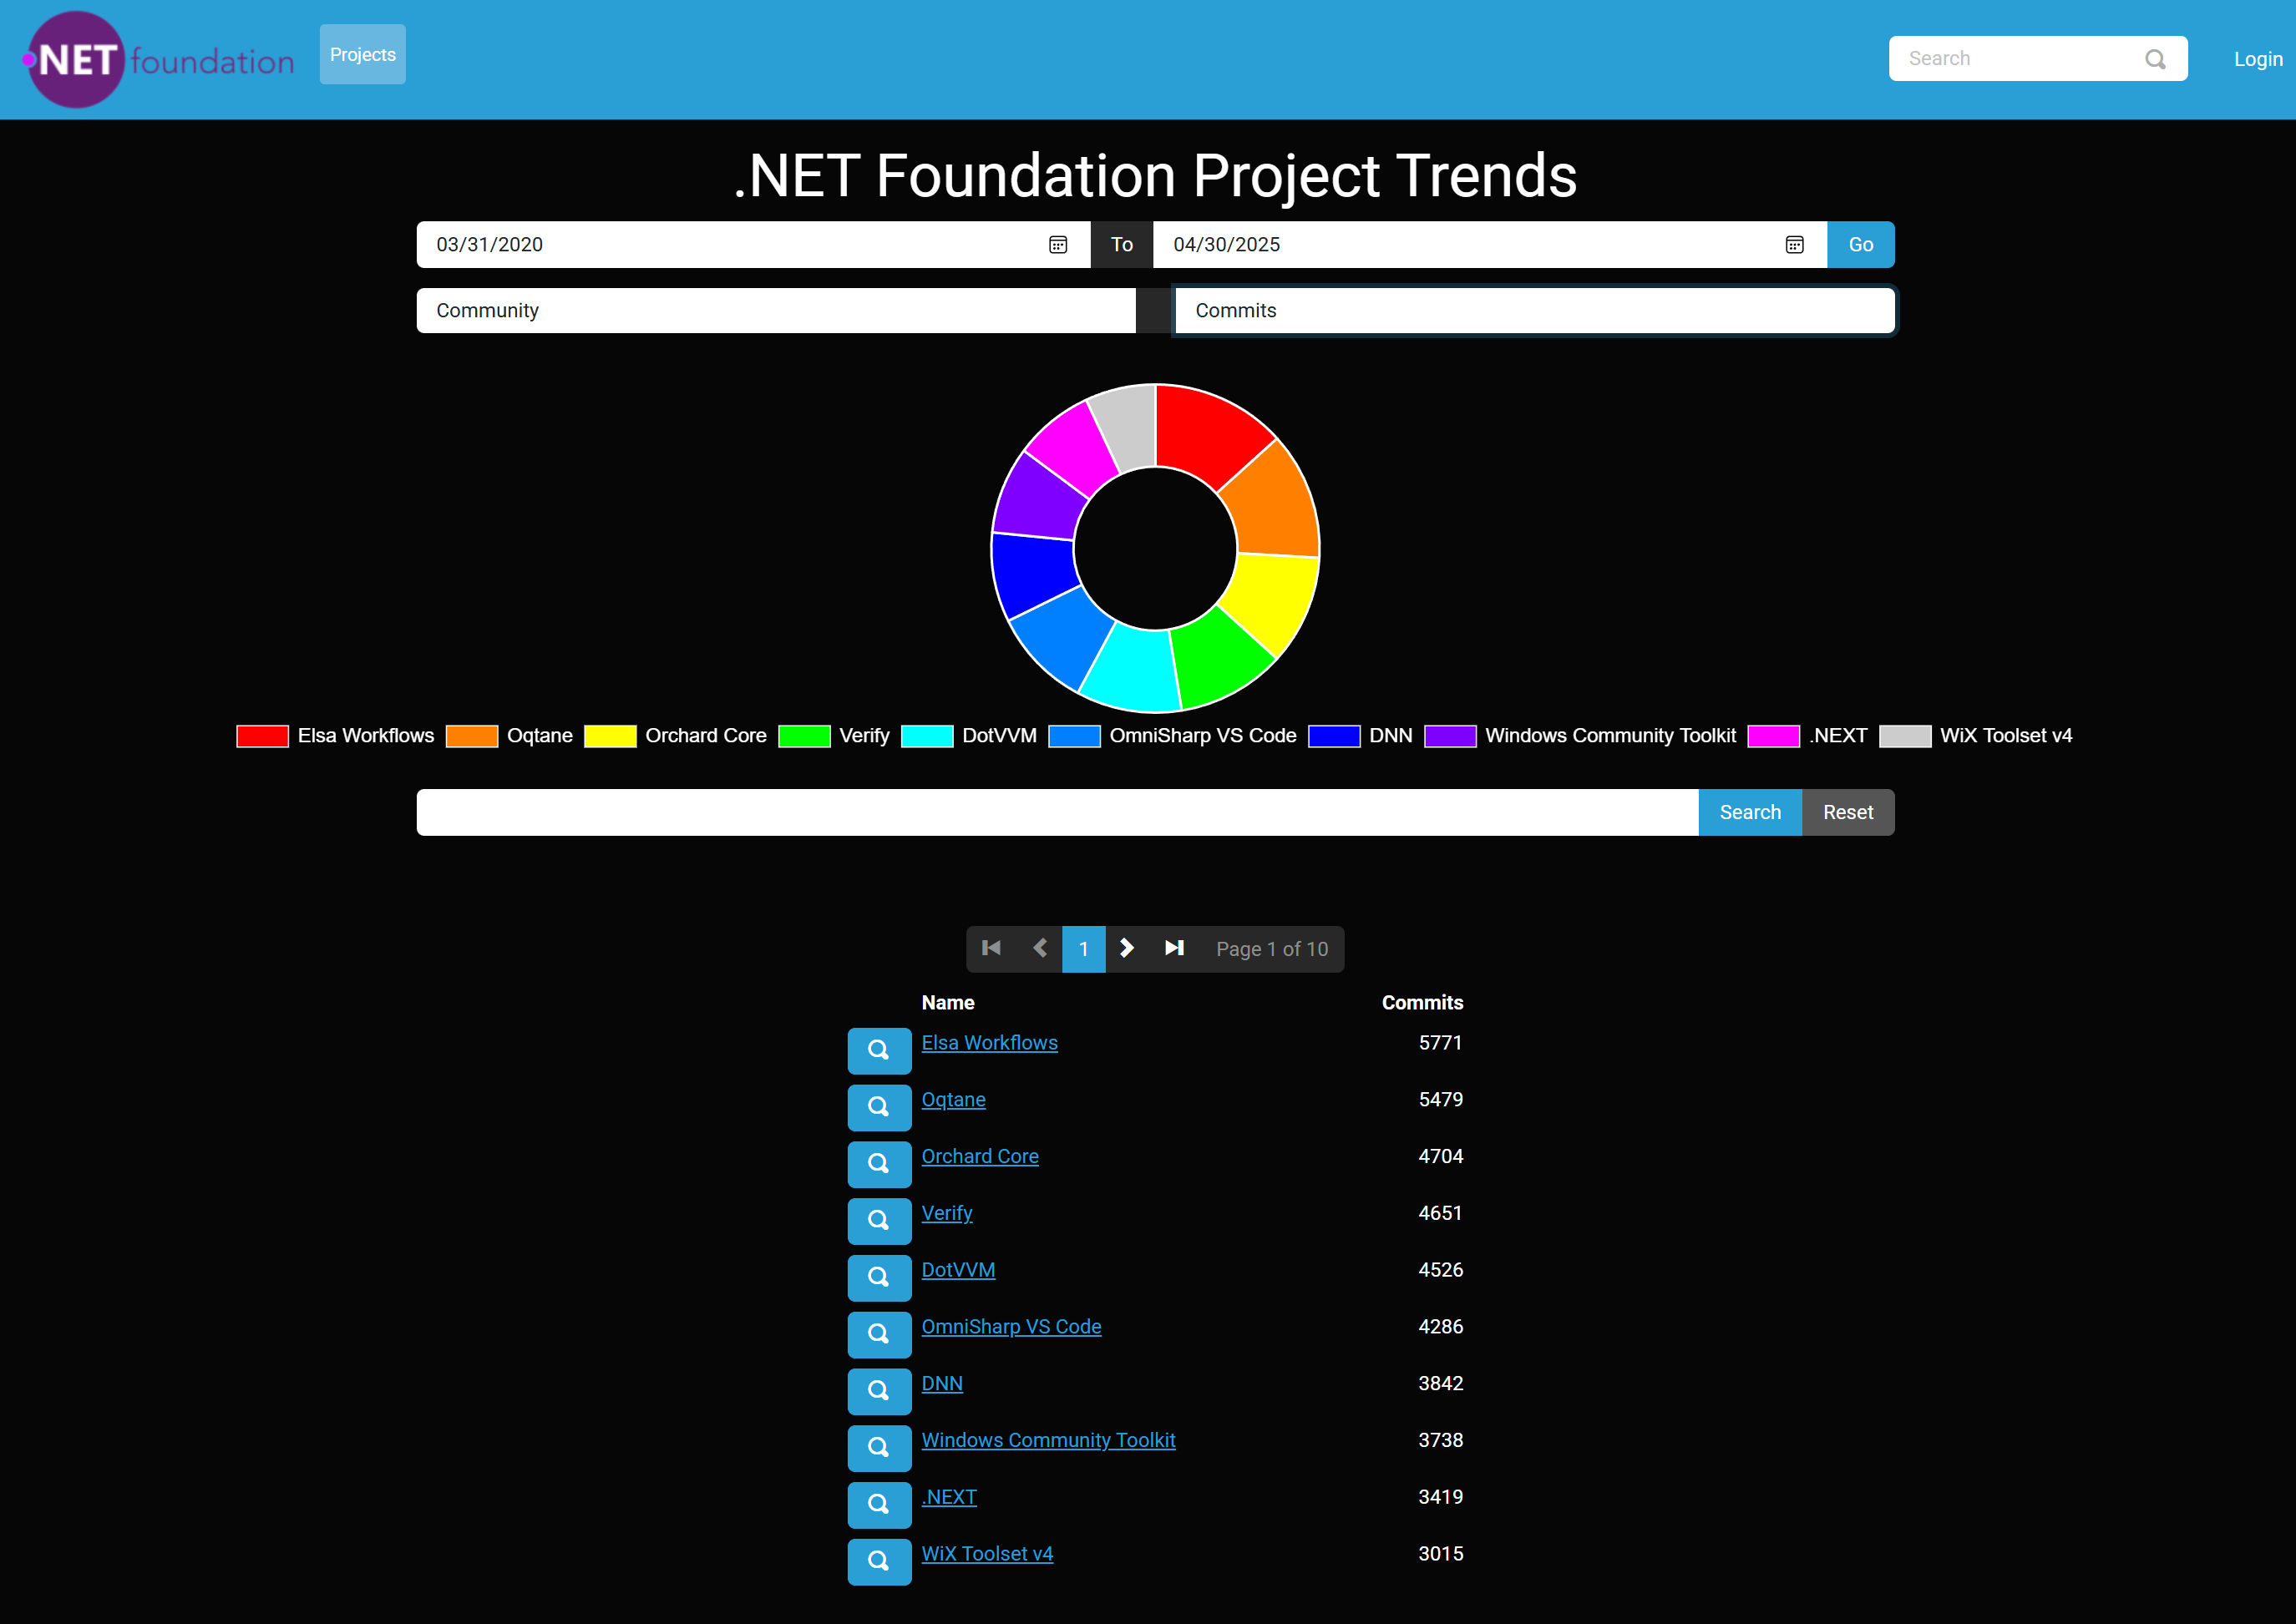 .NET foundation
Projects
Search
Login
.NET Foundation Project Trends
03/31/2020 To 04/30/2025 Go
Community Commits
Elsa Workflows Oqtane Orchard Core Verify DotVVM OmniSharp VS Code DNN Windows Community Toolkit .NEXT WiX Toolset v4
Search Reset
1 Page 1 of 10
Name Commits
Elsa Workflows 5771
Oqtane 5479
Orchard Core 4704
Verify 4651
DotVVM 4526
OmniSharp VS Code 4286
DNN 3842
Windows Community Toolkit 3738
.NEXT 3419
WiX Toolset v4 3015